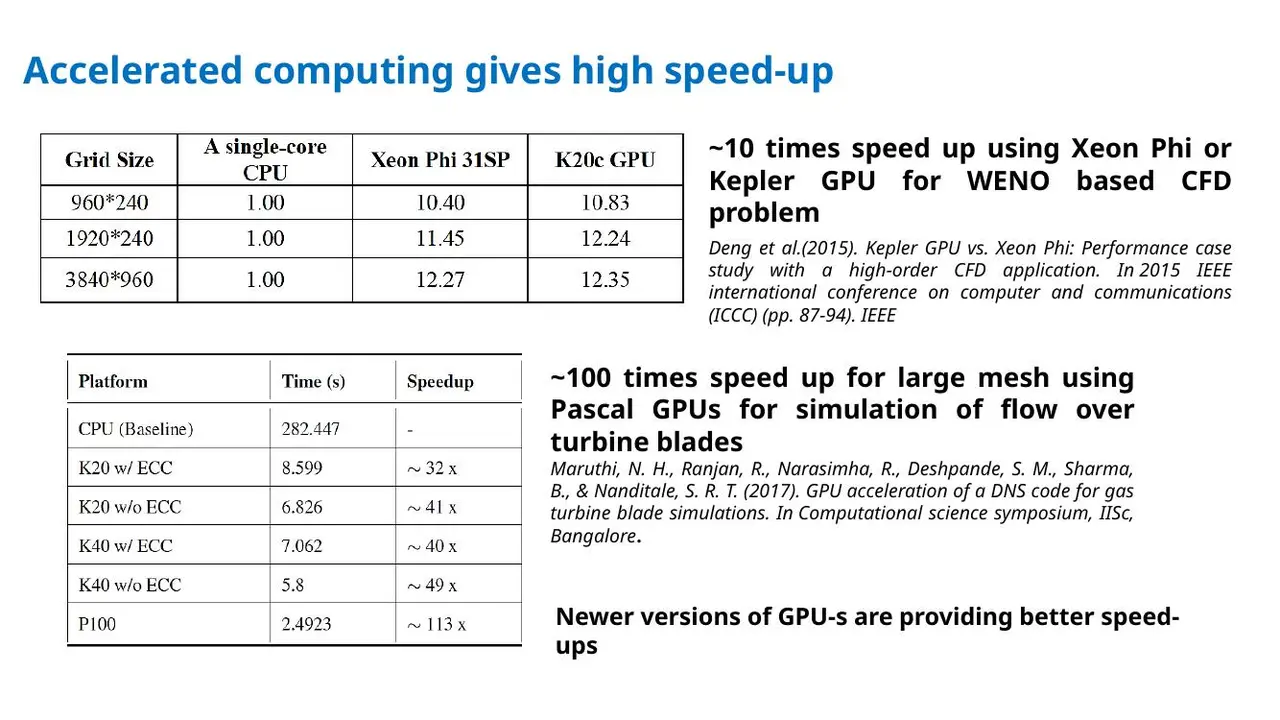 Accelerated computing gives high speed-up
Grid Size A single-core CPU Xeon Phi 31SP K20c GPU
960*240 1.00 10.40 10.83
1920*240 1.00 11.45 12.24
3840*960 1.00 12.27 12.35
~10 times speed up using Xeon Phi or
Kepler GPU for WENO based CFD
problem
Deng et al.(2015). Kepler GPU vs. Xeon Phi: Performance case
study with a high-order CFD application. In 2015 IEEE
international conference on computer and communications
(ICCC) (pp. 87-94). IEEE
Platform Time (s) Speedup
CPU (Baseline) 282.447 -
K20 w/ ECC 8.599 ∼ 32 x
K20 w/o ECC 6.826 ∼ 41 x
K40 w/ ECC 7.062 ∼ 40 x
K40 w/o ECC 5.8 ∼ 49 x
P100 2.4923 ∼ 113 x
~100 times speed up for large mesh using
Pascal GPUs for simulation of flow over
turbine blades
Maruthi, N. H., Ranjan, R., Narasimha, R., Deshpande, S. M., Sharma,
B., & Nanditale, S. R. T. (2017). GPU acceleration of a DNS code for gas
turbine blade simulations. In Computational science symposium, IISc,
Bangalore.
Newer versions of GPU-s are providing better speed-
ups